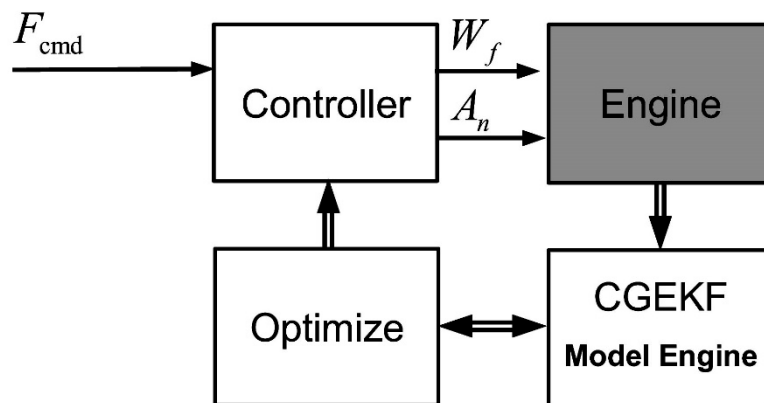 F_cmd
Controller
W_f
A_n
Engine
Optimize
CGEKF
Model Engine